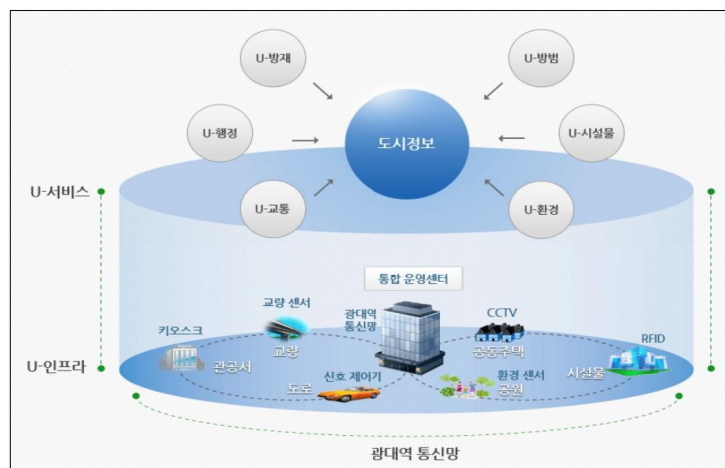 U-방재
U-방범
U-행정
도시정보
U-시설물
U-서비스
U-교통
U-환경
통합 운영센터
교량 센서
광대역
통신망
CCTV
키오스크
교량
공동주택
RFID
U-인프라
관공서
신호 제어기
환경 센서
시설물
도로
공원
광대역 통신망